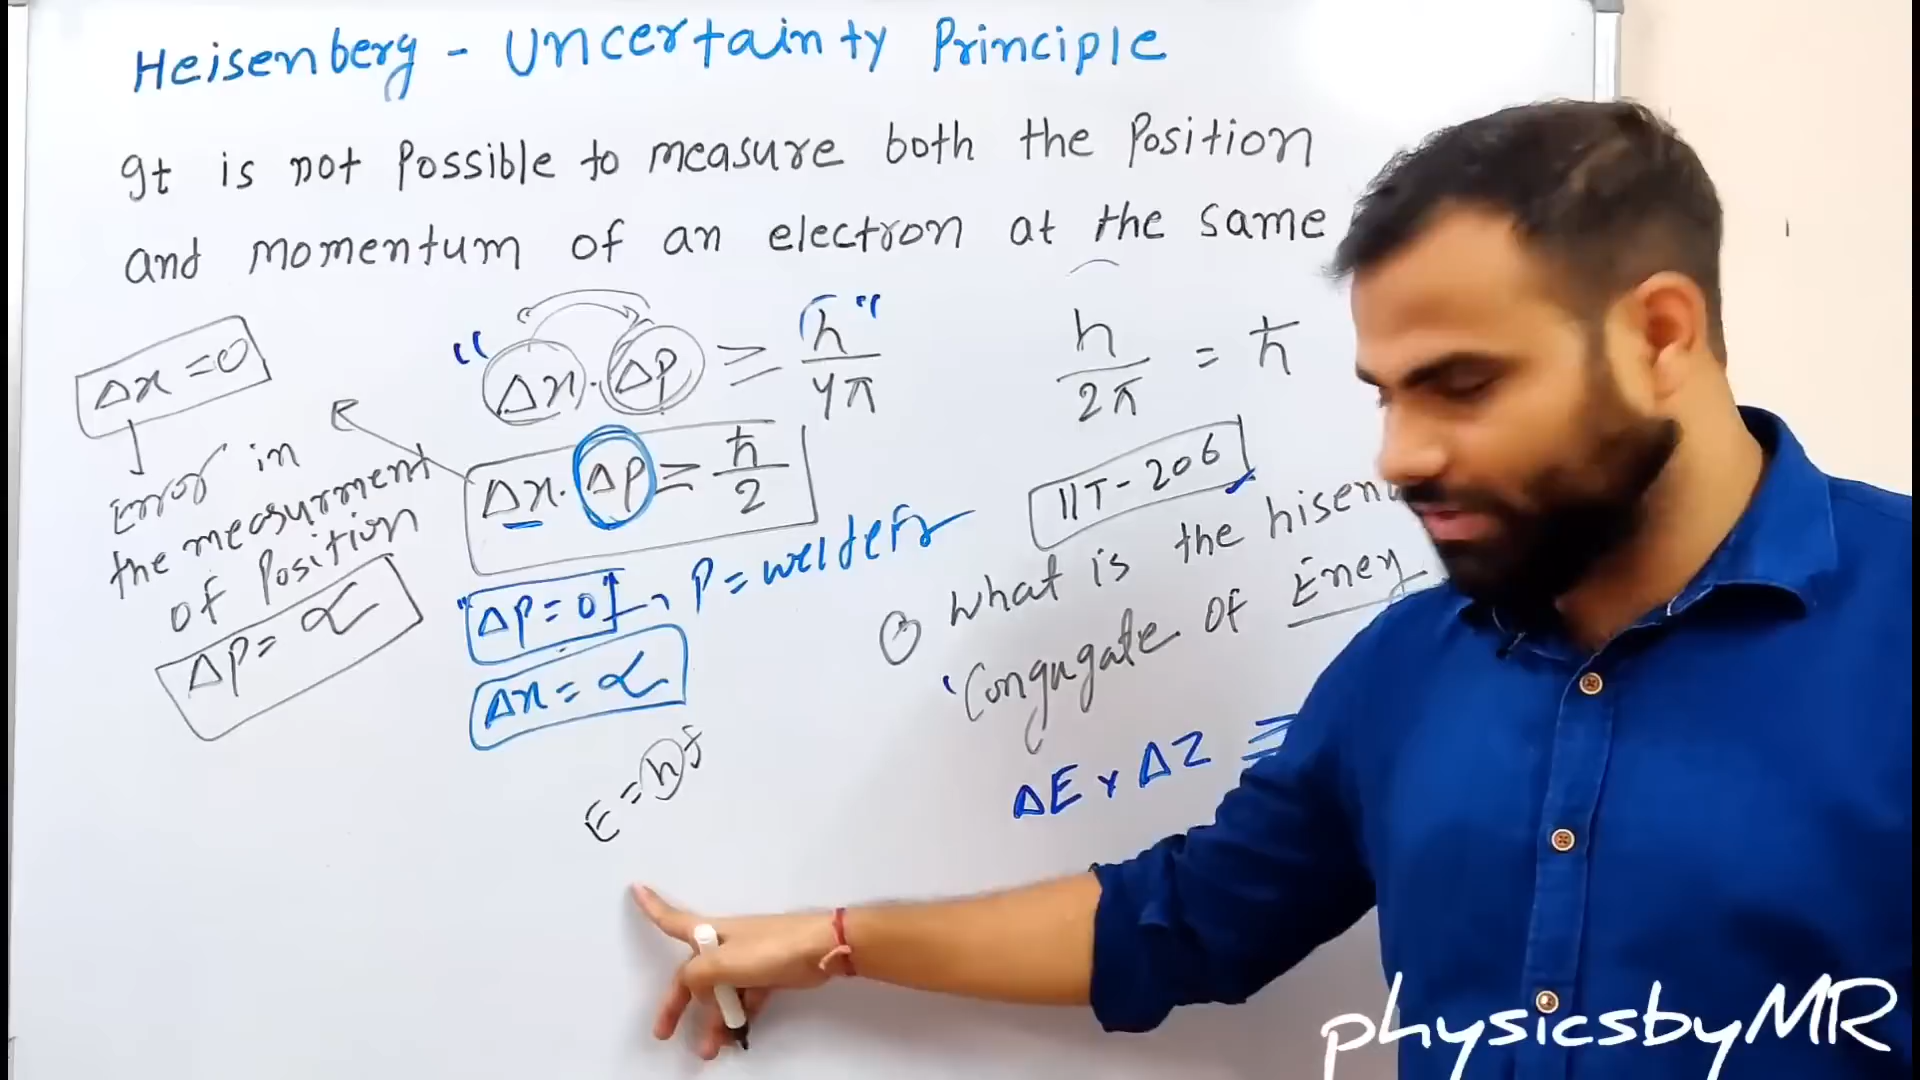 Heisenberg - Uncertainty Principle
It is not Possible to measure both the Position
and momentum of an electron at the same
Δx = 0
Error in
the measurment
of Position
Δp = ∝
"Δx . Δp ≥ h/4π"
Δx . Δp ≥ ħ/2
"Δp = 0"
Δx = ∝
E = hf
h/2π = ħ
IIT - 206
Q What is the hisen
'Congugate of Eney
ΔE × ΔZ ≥
physicsbyMR